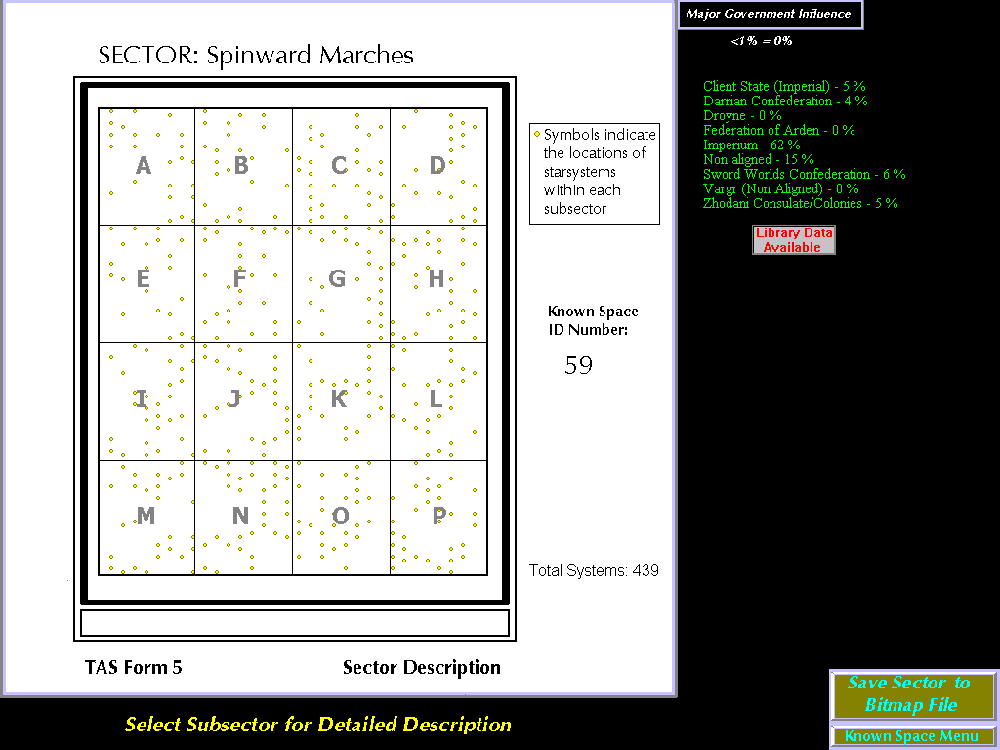 Major Government Influence
<1% = 0%
SECTOR: Spinward Marches
Client State (Imperial) - 5 %
Darrian Confederation - 4 %
Droyne - 0 %
Federation of Arden - 0 %
Imperium - 62 %
Non aligned - 15 %
Sword Worlds Confederation - 6 %
Vargr (Non Aligned) - 0 %
Zhodani Consulate/Colonies - 5 %
Library Data
Available
Symbols indicate
the locations of
starsystems
within each
subsector
A B C D
E F G H
I J K L
M N O P
Known Space
ID Number:
59
Total Systems: 439
TAS Form 5 Sector Description
Select Subsector for Detailed Description
Save Sector to
Bitmap File
Known Space Menu